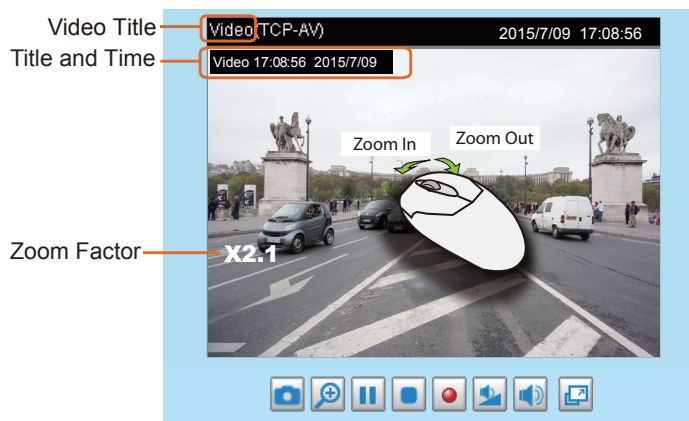 Video Title
Video(TCP-AV) 2015/7/09 17:08:56
Title and Time
Video 17:08:56 2015/7/09
Zoom In
Zoom Out
Zoom Factor
X2.1